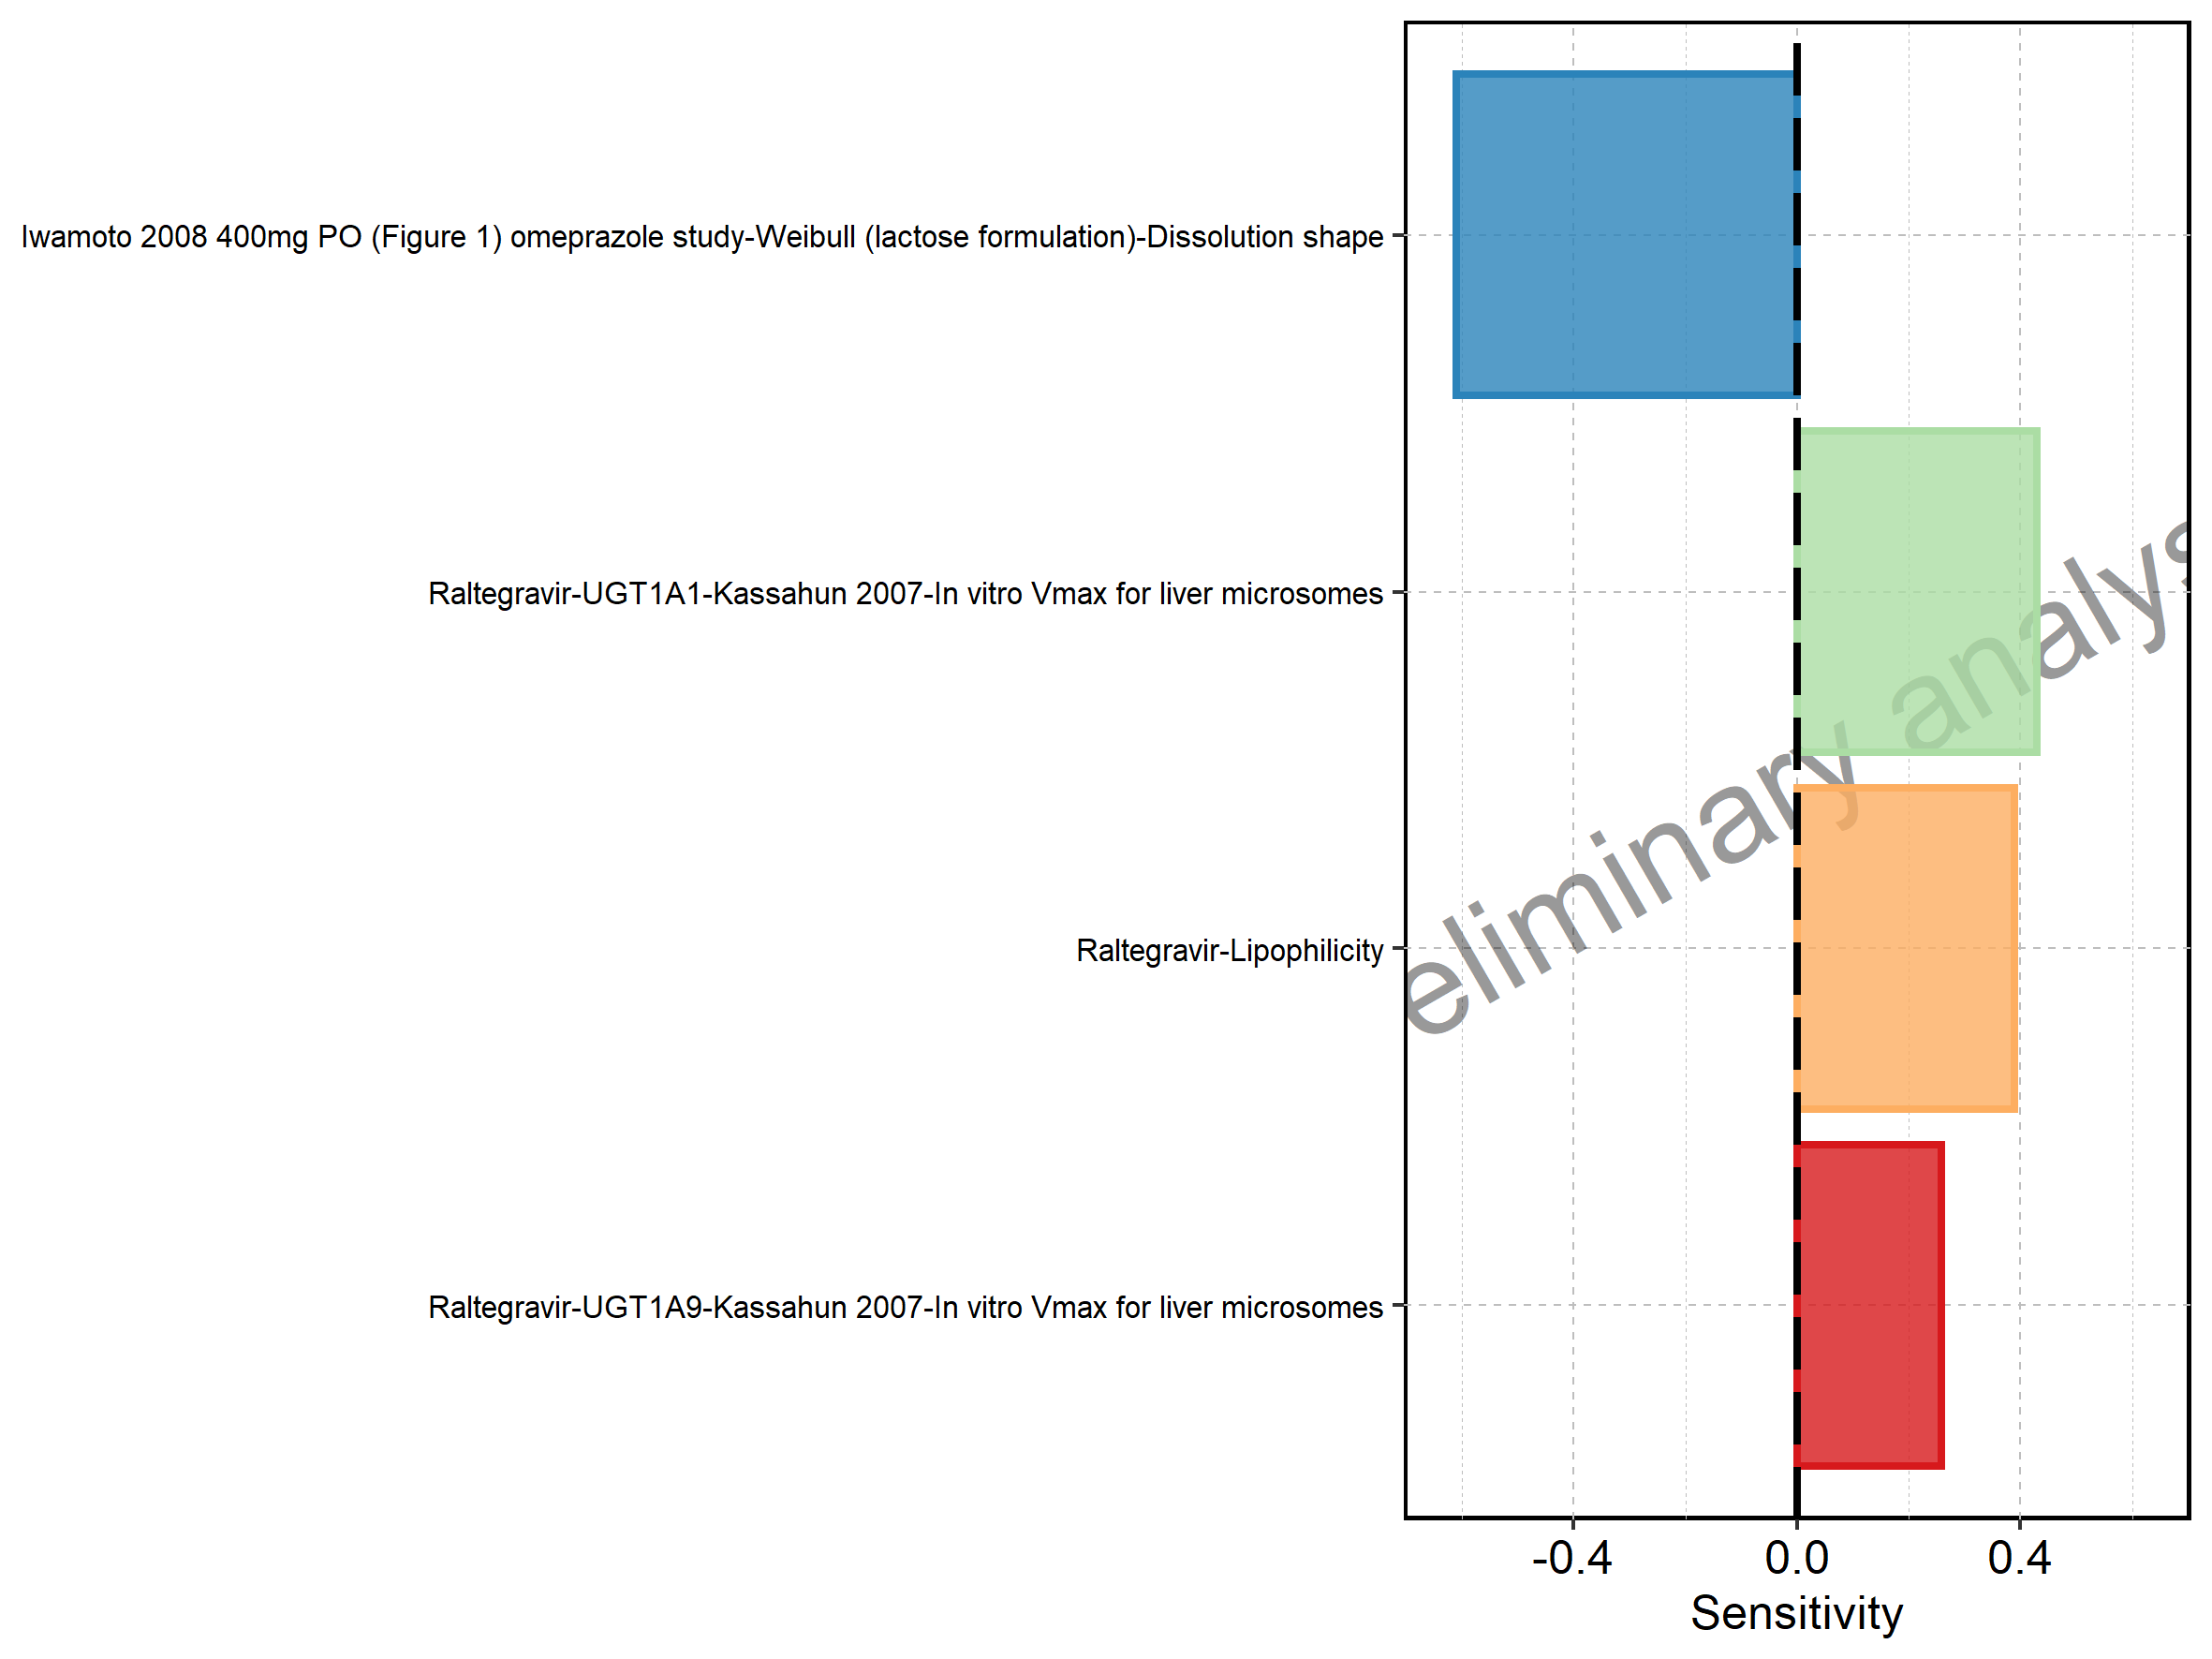 Iwamoto 2008 400mg PO (Figure 1) omeprazole study-Weibull (lactose formulation)-Dissolution shape
Raltegravir-UGT1A1-Kassahun 2007-In vitro Vmax for liver microsomes
Raltegravir-Lipophilicity
Raltegravir-UGT1A9-Kassahun 2007-In vitro Vmax for liver microsomes
eliminary analys
-0.4 0.0 0.4
Sensitivity